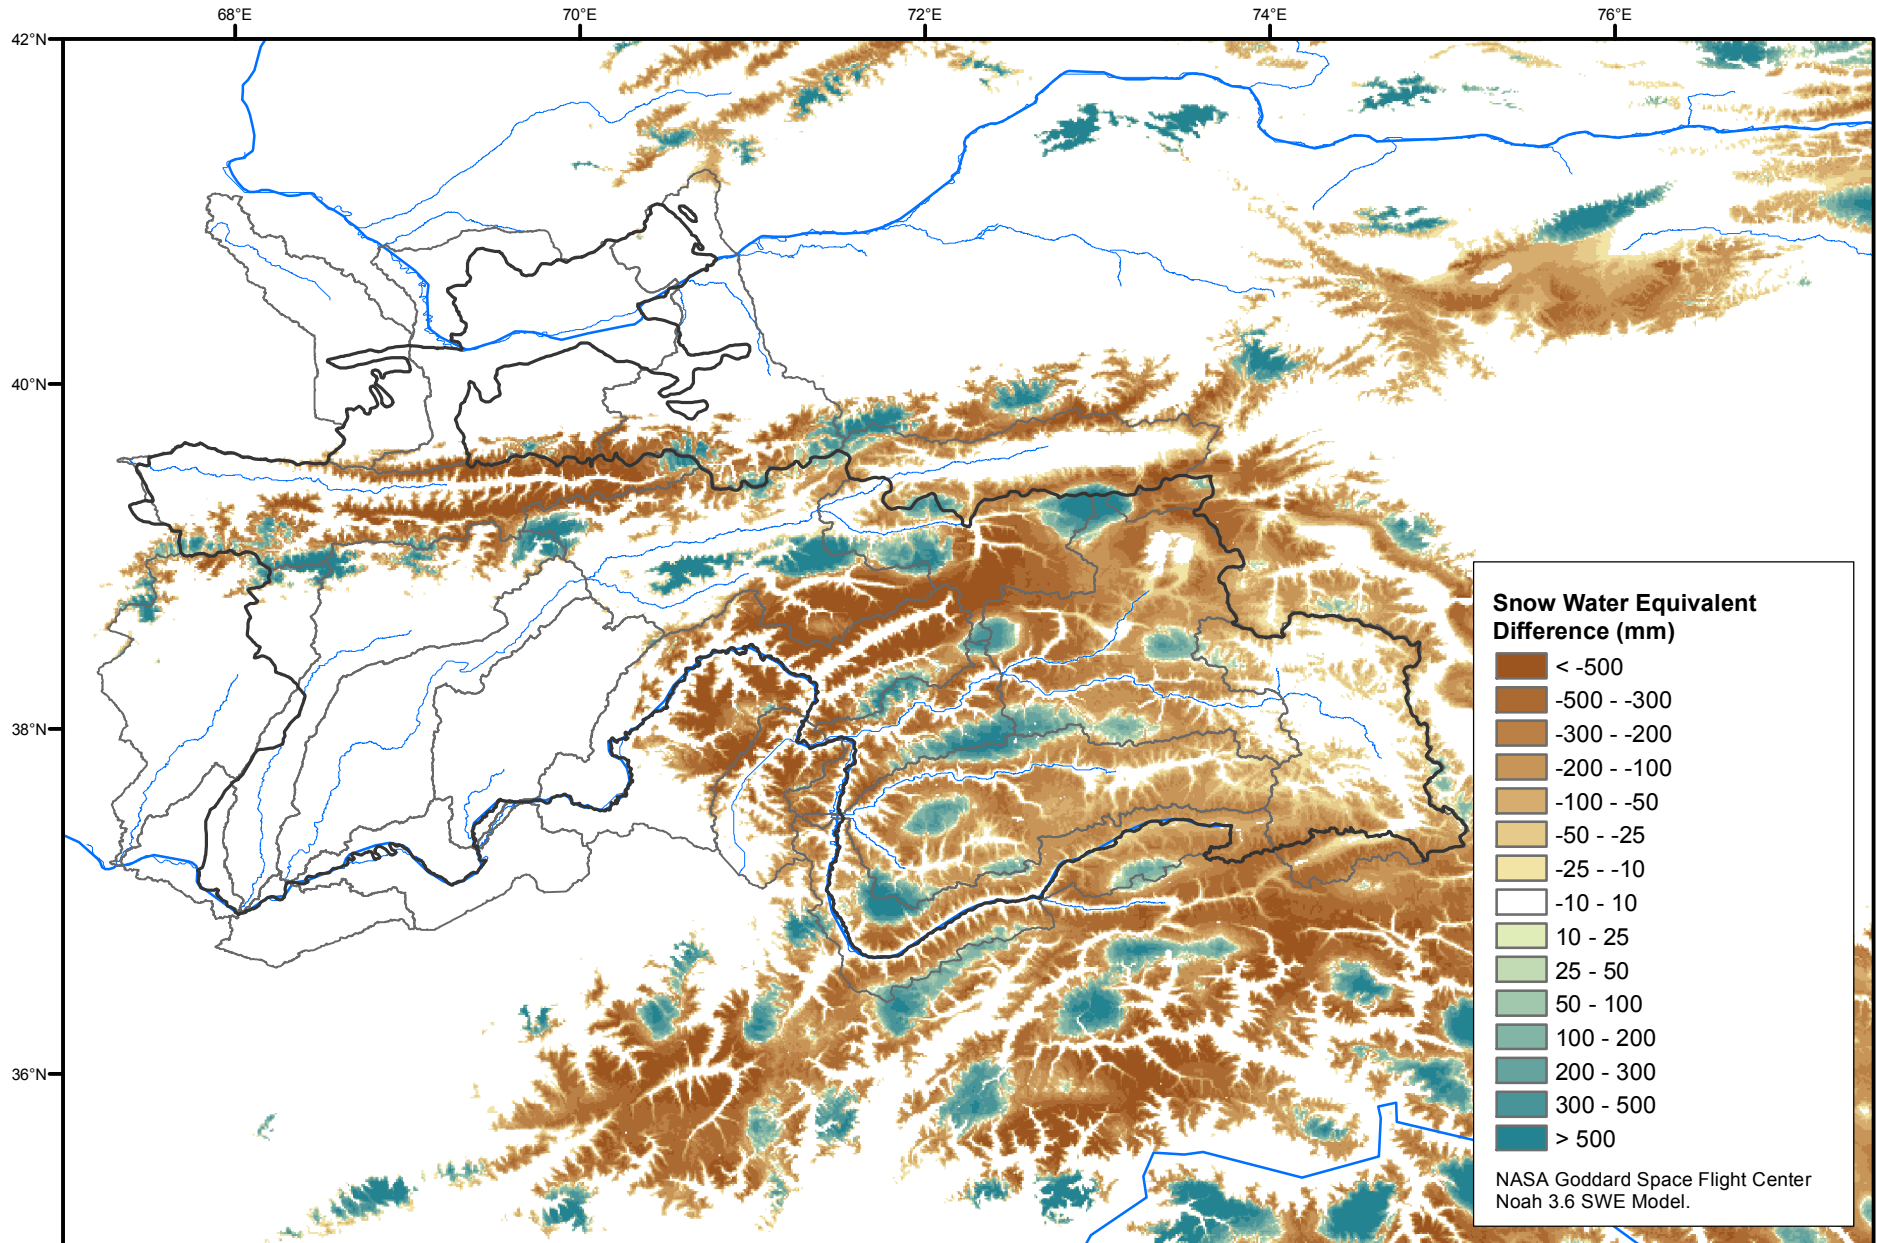 68°E
70°E
72°E
74°E
76°E
42°N
40°N
38°N
36°N
Snow Water Equivalent
Difference (mm)
< -500
-500 - -300
-300 - -200
-200 - -100
-100 - -50
-50 - -25
-25 - -10
-10 - 10
10 - 25
25 - 50
50 - 100
100 - 200
200 - 300
300 - 500
> 500
NASA Goddard Space Flight Center
Noah 3.6 SWE Model.